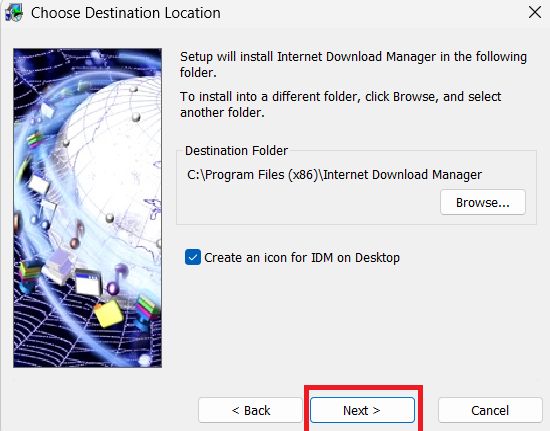 Choose Destination Location
Setup will install Internet Download Manager in the following
folder.
To install into a different folder, click Browse, and select
another folder.
Destination Folder
C:\Program Files (x86)\Internet Download Manager
Browse...
Create an icon for IDM on Desktop
< Back
Next >
Cancel